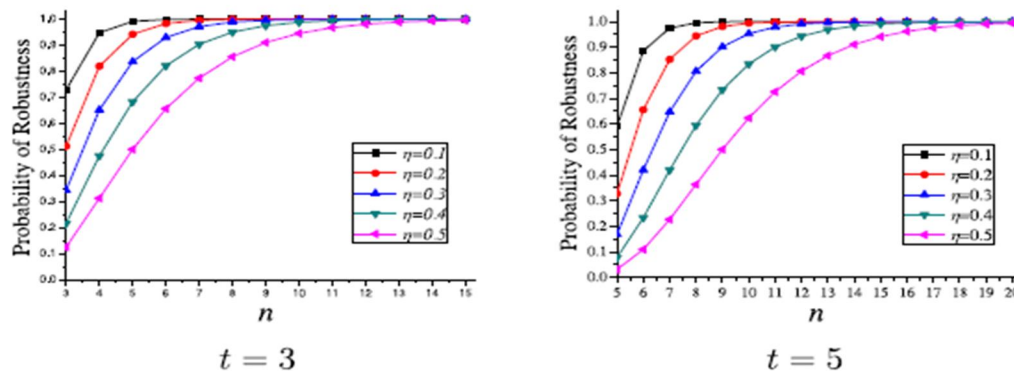 Probability of Robustness
1.0
0.9
0.8
0.7
0.6
0.5
0.4
0.3
0.2
0.1
0.0
η=0.1
η=0.2
η=0.3
η=0.4
η=0.5
3 4 5 6 7 8 9 10 11 12 13 14 15
n
t = 3
Probability of Robustness
1.0
0.9
0.8
0.7
0.6
0.5
0.4
0.3
0.2
0.1
0.0
η=0.1
η=0.2
η=0.3
η=0.4
η=0.5
5 6 7 8 9 10 11 12 13 14 15 16 17 18 19 20
n
t = 5